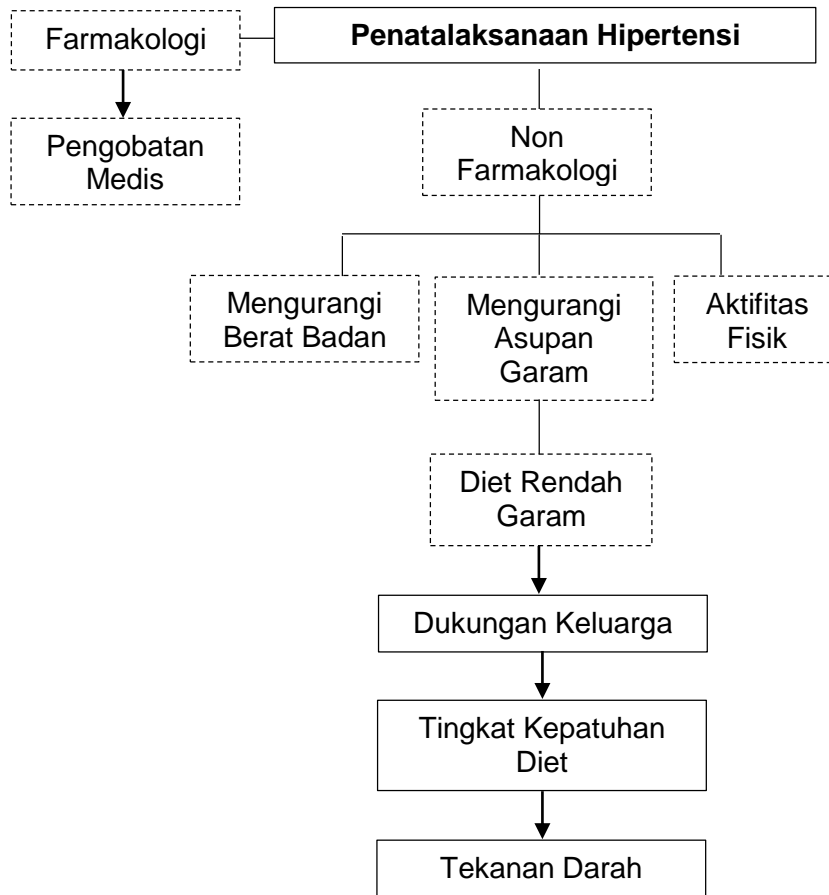 Farmakologi
Penatalaksanaan Hipertensi
Pengobatan
Medis
Non
Farmakologi
Mengurangi
Berat Badan
Mengurangi
Asupan
Garam
Aktifitas
Fisik
Diet Rendah
Garam
Dukungan Keluarga
Tingkat Kepatuhan
Diet
Tekanan Darah